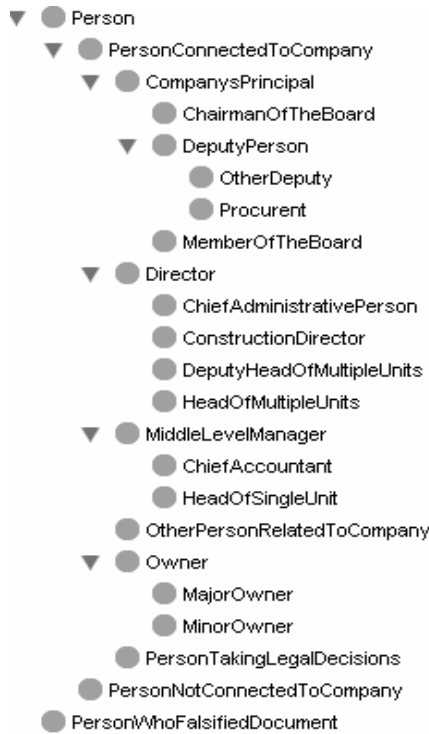 Person
PersonConnectedToCompany
CompanysPrincipal
ChairmanOfTheBoard
DeputyPerson
OtherDeputy
Procurent
MemberOfTheBoard
Director
ChiefAdministrativePerson
ConstructionDirector
DeputyHeadOfMultipleUnits
HeadOfMultipleUnits
MiddleLevelManager
ChiefAccountant
HeadOfSingleUnit
OtherPersonRelatedToCompany
Owner
MajorOwner
MinorOwner
PersonTakingLegalDecisions
PersonNotConnectedToCompany
PersonWhoFalsifiedDocument